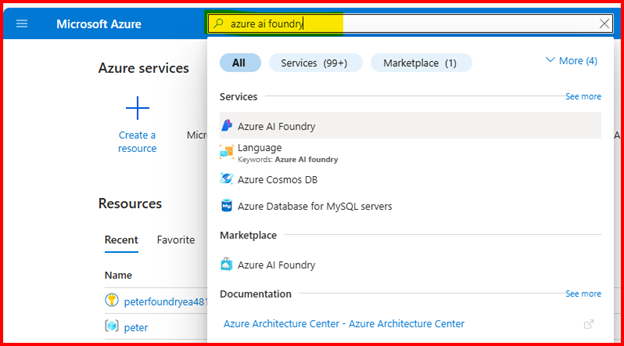 Microsoft Azure
azure ai foundry
All
Services (99+)
Marketplace (1)
More (4)
Azure services
Create a
resource
Resources
Recent
Favorite
Name
peterfoundryea481
peter
Services
See more
Azure AI Foundry
Language
Keywords: Azure AI foundry
Azure Cosmos DB
Azure Database for MySQL servers
Marketplace
Azure AI Foundry
Documentation
See more
Azure Architecture Center - Azure Architecture Center